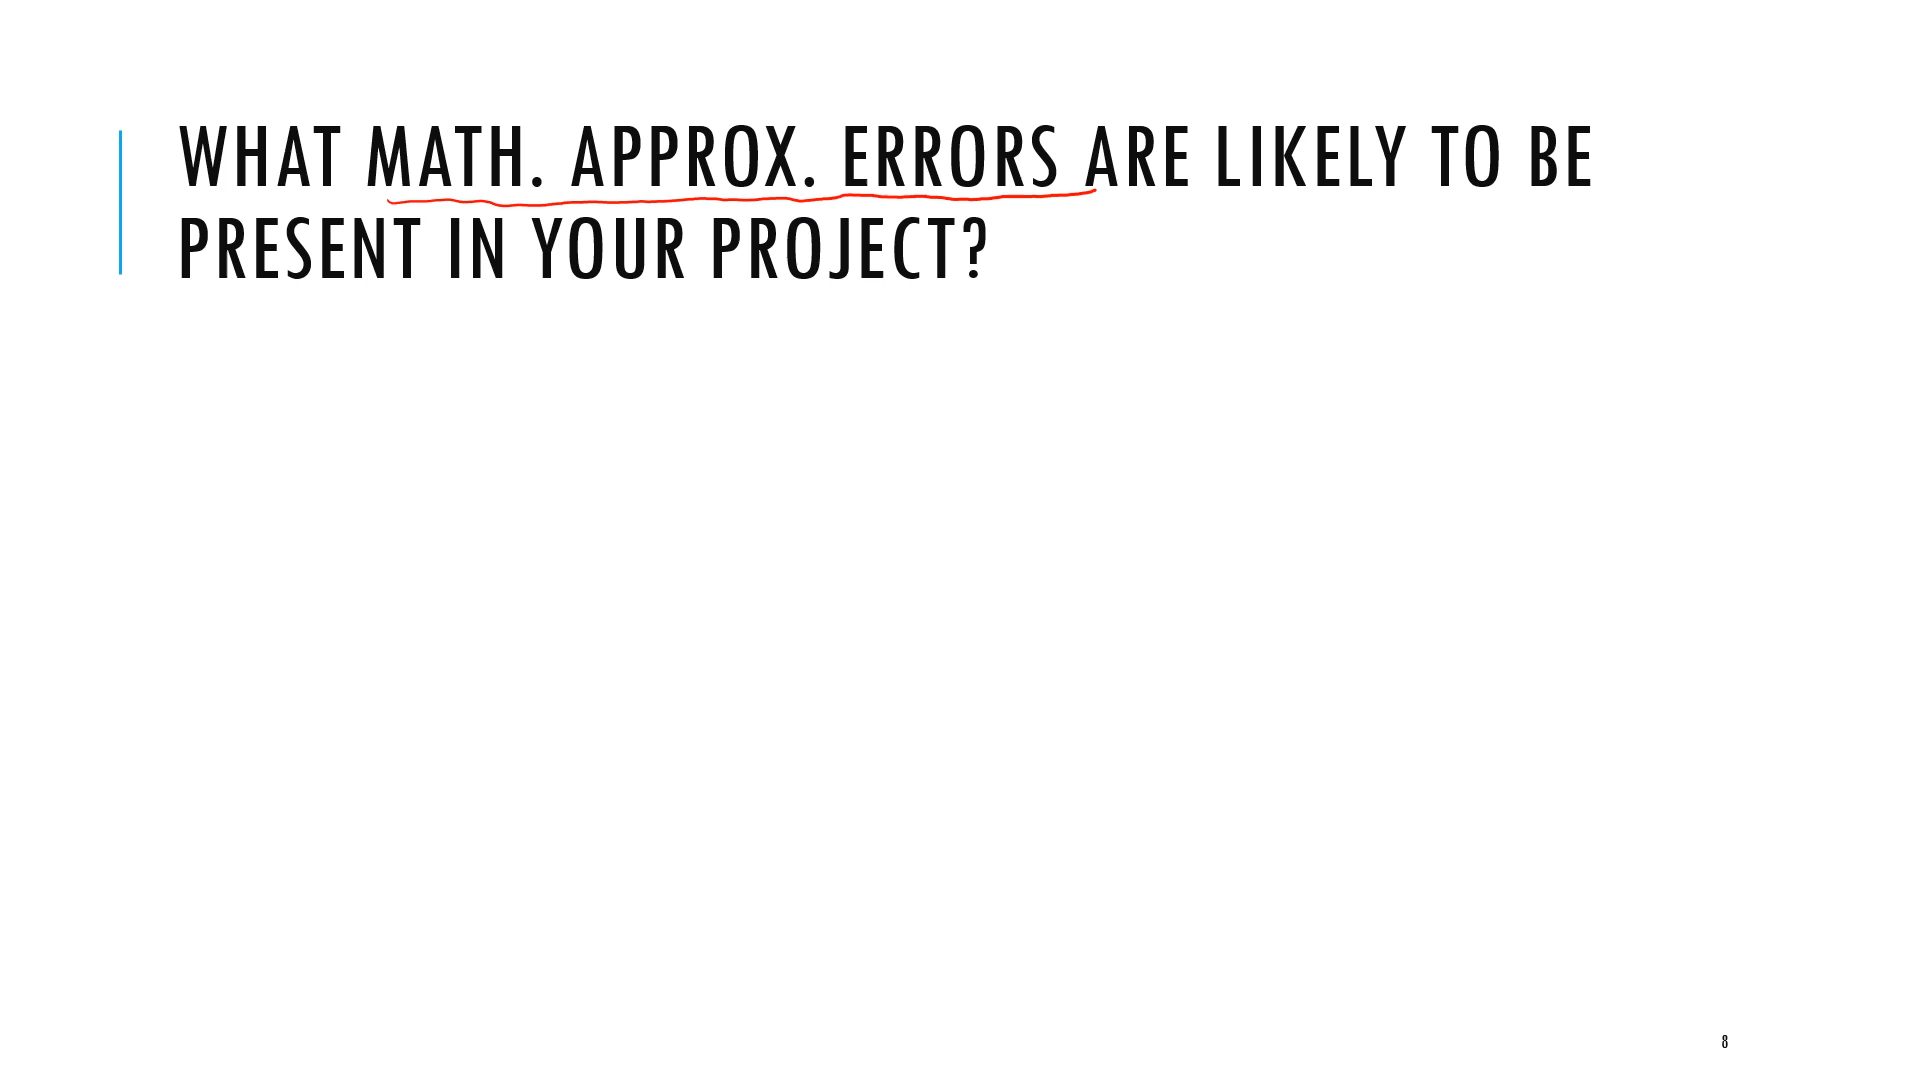 WHAT MATH. APPROX. ERRORS ARE LIKELY TO BE
PRESENT IN YOUR PROJECT?
8